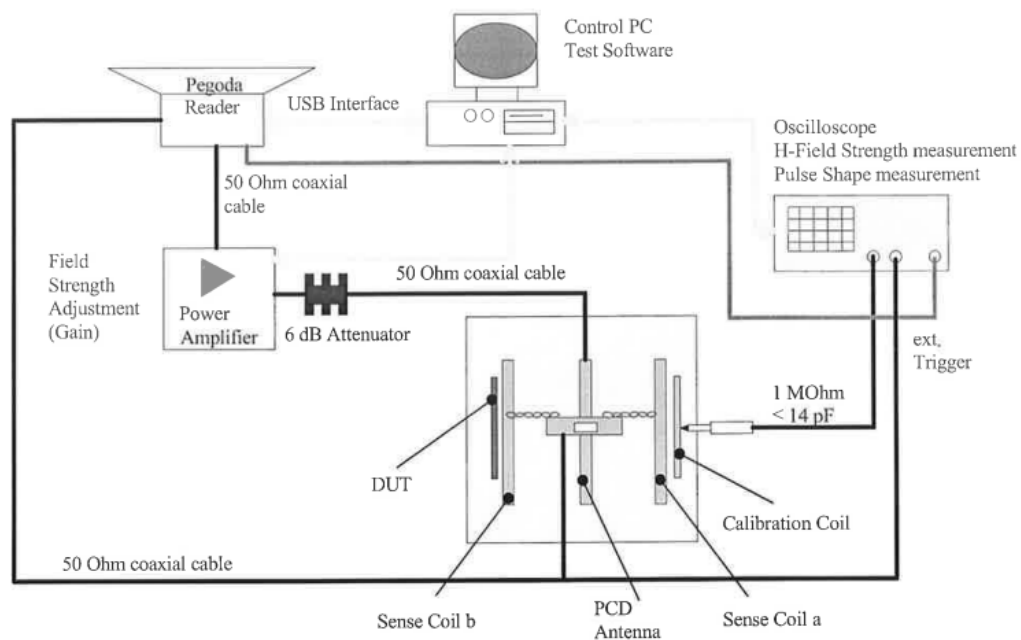 Control PC
Test Software
Pegoda
Reader
USB Interface
Oscilloscope
H-Field Strength measurement
Pulse Shape measurement
50 Ohm coaxial
cable
Field
Strength
Adjustment
(Gain)
Power
Amplifier
6 dB Attenuator
50 Ohm coaxial cable
ext.
Trigger
1 MOhm
< 14 pF
DUT
Calibration Coil
50 Ohm coaxial cable
Sense Coil b
PCD
Antenna
Sense Coil a